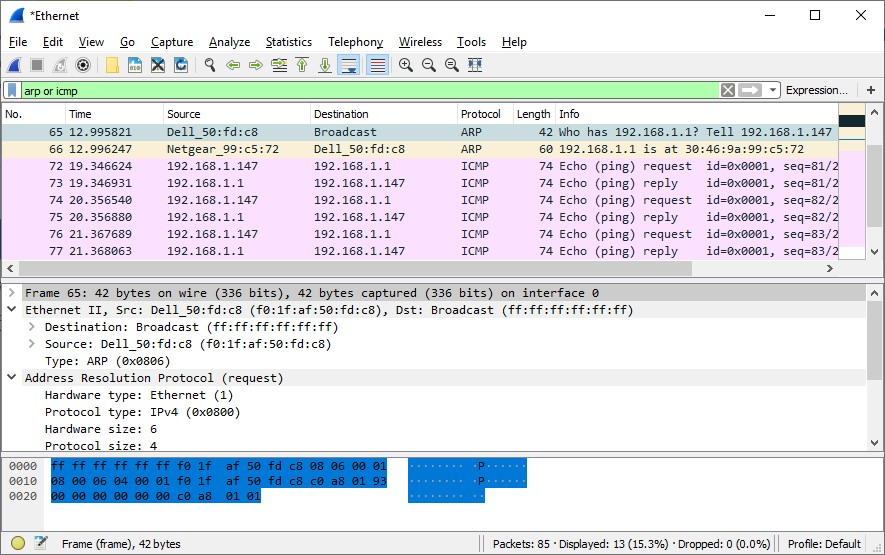 *Ethernet
File Edit View Go Capture Analyze Statistics Telephony Wireless Tools Help
arp or icmp Expression… +
No. Time Source Destination Protocol Length Info
65 12.995821 Dell_50:fd:c8 Broadcast ARP 42 Who has 192.168.1.1? Tell 192.168.1.147
66 12.996247 Netgear_99:c5:72 Dell_50:fd:c8 ARP 60 192.168.1.1 is at 30:46:9a:99:c5:72
72 19.346624 192.168.1.147 192.168.1.1 ICMP 74 Echo (ping) request id=0x0001, seq=81/2
73 19.346931 192.168.1.1 192.168.1.147 ICMP 74 Echo (ping) reply id=0x0001, seq=81/2
74 20.356540 192.168.1.147 192.168.1.1 ICMP 74 Echo (ping) request id=0x0001, seq=82/2
75 20.356880 192.168.1.1 192.168.1.147 ICMP 74 Echo (ping) reply id=0x0001, seq=82/2
76 21.367689 192.168.1.147 192.168.1.1 ICMP 74 Echo (ping) request id=0x0001, seq=83/2
77 21.368063 192.168.1.1 192.168.1.147 ICMP 74 Echo (ping) reply id=0x0001, seq=83/2
Frame 65: 42 bytes on wire (336 bits), 42 bytes captured (336 bits) on interface 0
Ethernet II, Src: Dell_50:fd:c8 (f0:1f:af:50:fd:c8), Dst: Broadcast (ff:ff:ff:ff:ff:ff)
Destination: Broadcast (ff:ff:ff:ff:ff:ff)
Source: Dell_50:fd:c8 (f0:1f:af:50:fd:c8)
Type: ARP (0x0806)
Address Resolution Protocol (request)
Hardware type: Ethernet (1)
Protocol type: IPv4 (0x0800)
Hardware size: 6
Protocol size: 4
0000 ff ff ff ff ff ff f0 1f af 50 fd c8 08 06 00 01 ········ ·P······
0010 08 00 06 04 00 01 f0 1f af 50 fd c8 c0 a8 01 93 ········ ·P······
0020 00 00 00 00 00 00 c0 a8 01 01 ········ ··
Frame (frame), 42 bytes Packets: 85 · Displayed: 13 (15.3%) · Dropped: 0 (0.0%) Profile: Default